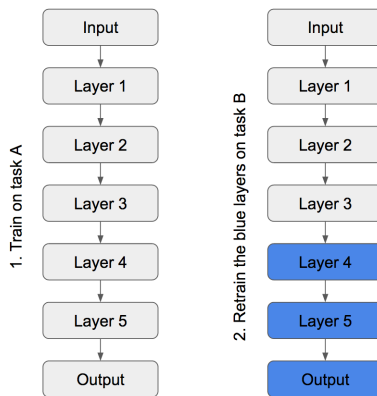 1. Train on task A
Input
Layer 1
Layer 2
Layer 3
Layer 4
Layer 5
Output
2. Retrain the blue layers on task B
Input
Layer 1
Layer 2
Layer 3
Layer 4
Layer 5
Output